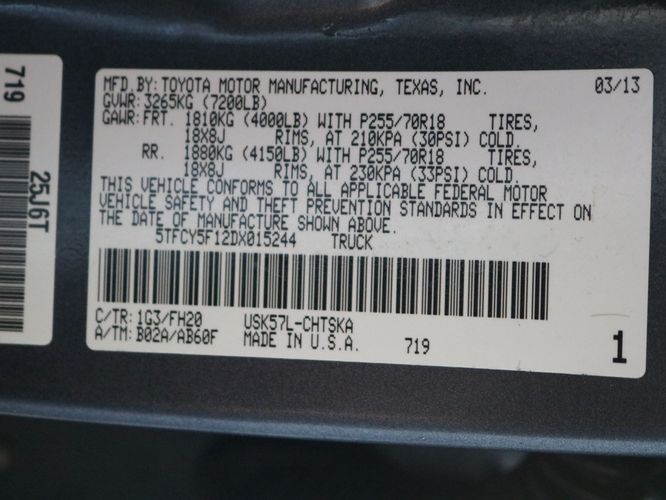 719
25J6T
MFD.BY:TOYOTA MOTOR MANUFACTURING, TEXAS, INC. 03/13
GVWR:3265KG (7200LB)
GAWR:FRT. 1810KG (4000LB) WITH P255/70R18 TIRES,
18X8J RIMS, AT 210KPA (30PSI) COLD.
RR. 1880KG (4150LB) WITH P255/70R18 TIRES,
18X8J RIMS, AT 230KPA (33PSI) COLD.
THIS VEHICLE CONFORMS TO ALL APPLICABLE FEDERAL MOTOR
VEHICLE SAFETY AND THEFT PREVENTION STANDARDS IN EFFECT ON
THE DATE OF MANUFACTURE SHOWN ABOVE.
5TFCY5F12DX015244 TRUCK
C/TR:1G3/FH20 USK57L-CHTSKA
A/TM:B02A/AB60F MADE IN U.S.A. 719 1